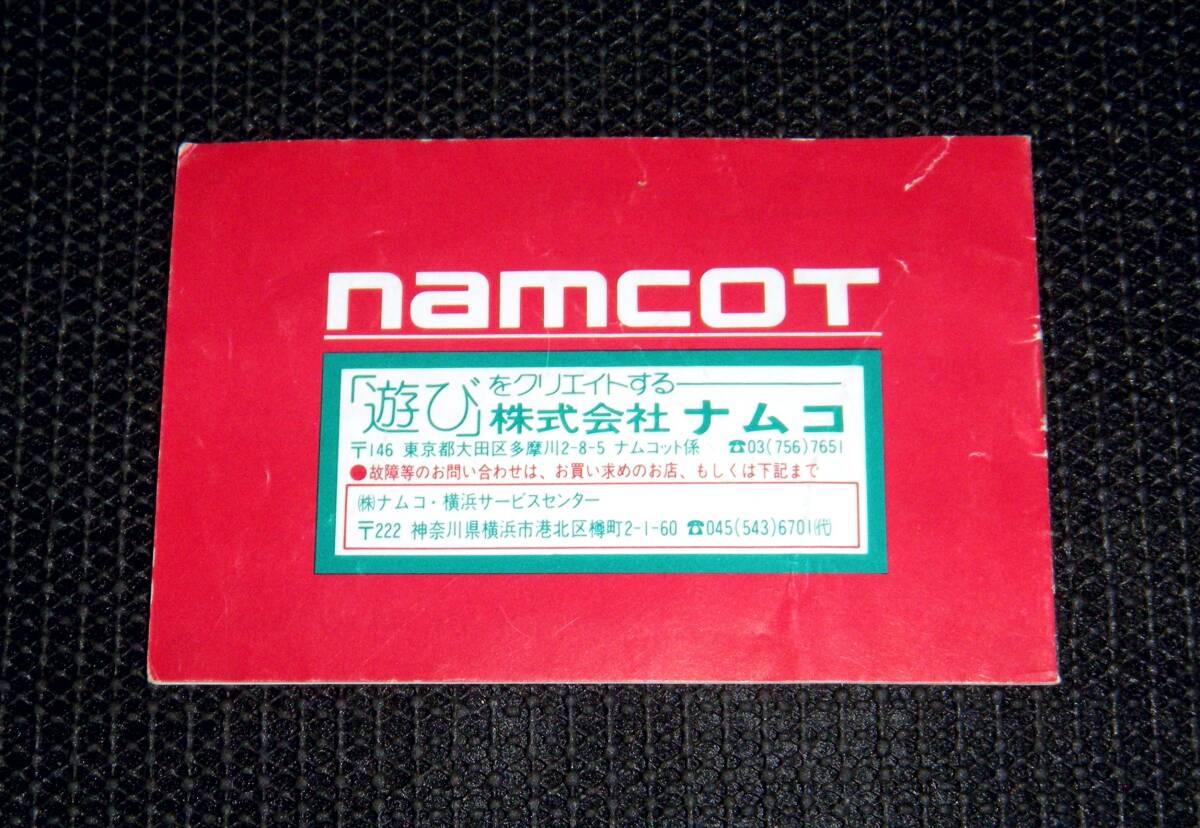 namcoT
「遊び」をクリエイトする
株式会社 ナムコ
〒146 東京都大田区多摩川2-8-5 ナムコット係 ☎03(756)7651
●故障等のお問い合わせは、お買い求めのお店、もしくは下記まで
㈱ナムコ・横浜サービスセンター
〒222 神奈川県横浜市港北区樽町2-1-60 ☎045(543)6701㈹